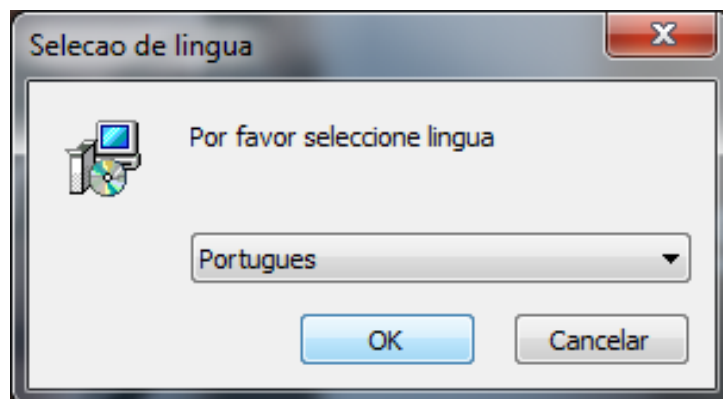 Selecao de lingua
Por favor seleccione lingua
Portugues
OK
Cancelar